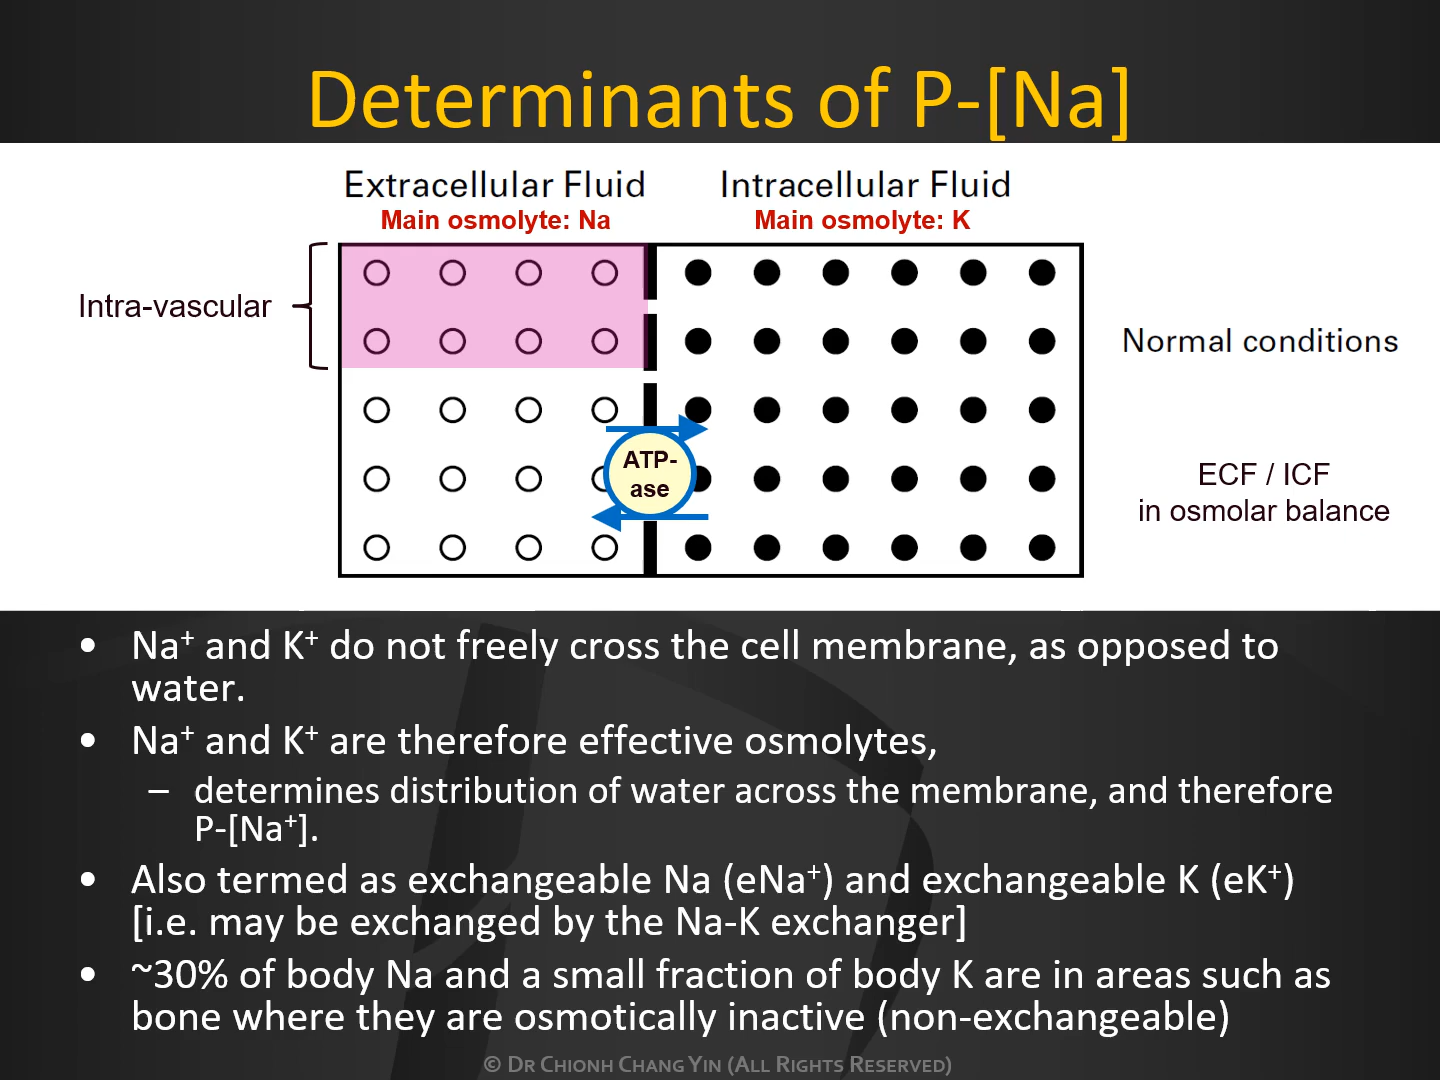 Determinants of P-[Na]
Extracellular Fluid
Intracellular Fluid
Main osmolyte: Na
Main osmolyte: K
Intra-vascular
Normal conditions
ATP-
ase
ECF / ICF
in osmolar balance
• Na⁺ and K⁺ do not freely cross the cell membrane, as opposed to
water.
• Na⁺ and K⁺ are therefore effective osmolytes,
– determines distribution of water across the membrane, and therefore
P-[Na⁺].
• Also termed as exchangeable Na (eNa⁺) and exchangeable K (eK⁺)
[i.e. may be exchanged by the Na-K exchanger]
• ~30% of body Na and a small fraction of body K are in areas such as
bone where they are osmotically inactive (non-exchangeable)
© Dr Chionh Chang Yin (All Rights Reserved)